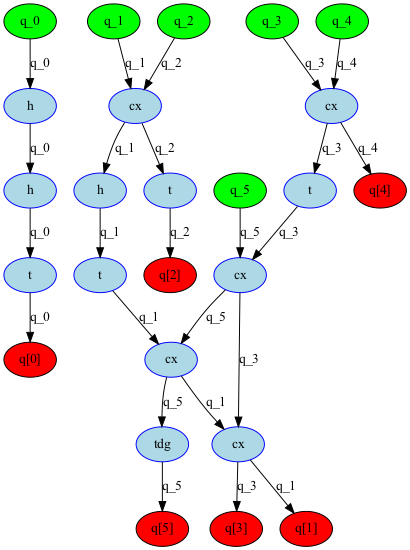 q_0 q_1 q_2 q_3 q_4
q_0 q_1 q_2 q_3 q_4
h cx cx
q_0 q_1 q_2 q_3 q_4
h h t q_5 t q[4]
q_0 q_1 q_2 q_5 q_3
t t q[2] cx
q_0 q_1 q_5
q[0] cx q_3
q_5 q_1
tdg cx
q_5 q_3 q_1
q[5] q[3] q[1]